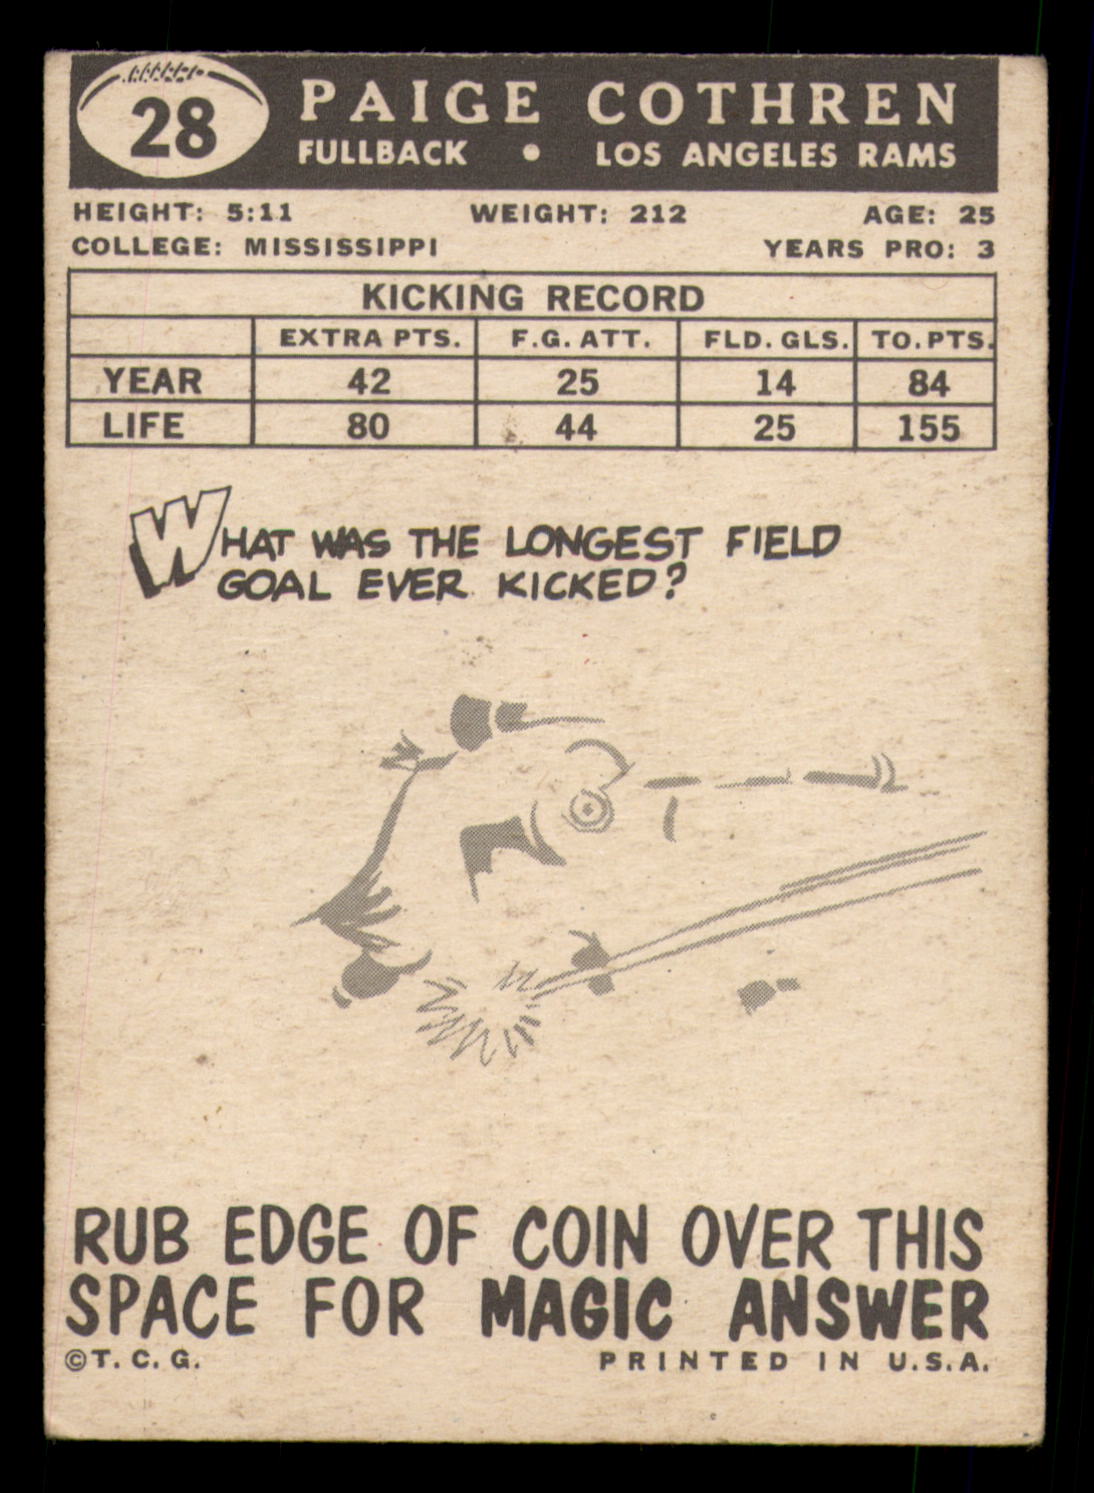 28
PAIGE COTHREN
FULLBACK • LOS ANGELES RAMS
HEIGHT: 5:11 WEIGHT: 212 AGE: 25
COLLEGE: MISSISSIPPI YEARS PRO: 3
KICKING RECORD
EXTRA PTS. F.G. ATT. FLD. GLS. TO. PTS.
YEAR 42 25 14 84
LIFE 80 44 25 155
WHAT WAS THE LONGEST FIELD
GOAL EVER KICKED?
RUB EDGE OF COIN OVER THIS
SPACE FOR MAGIC ANSWER
©T. C. G. PRINTED IN U.S.A.